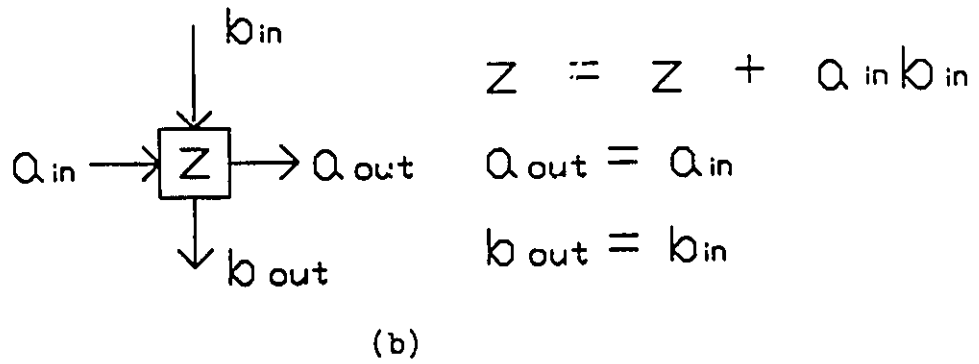 b in
z = z + a in b in
a in z a out
a out = a in
b out = b in
b out
(b)